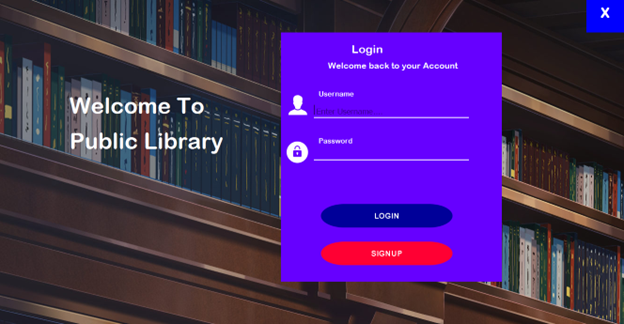 X
Login
Welcome back to your Account
Username
Enter Username
Welcome To
Public Library
Password
LOGIN
SIGNUP